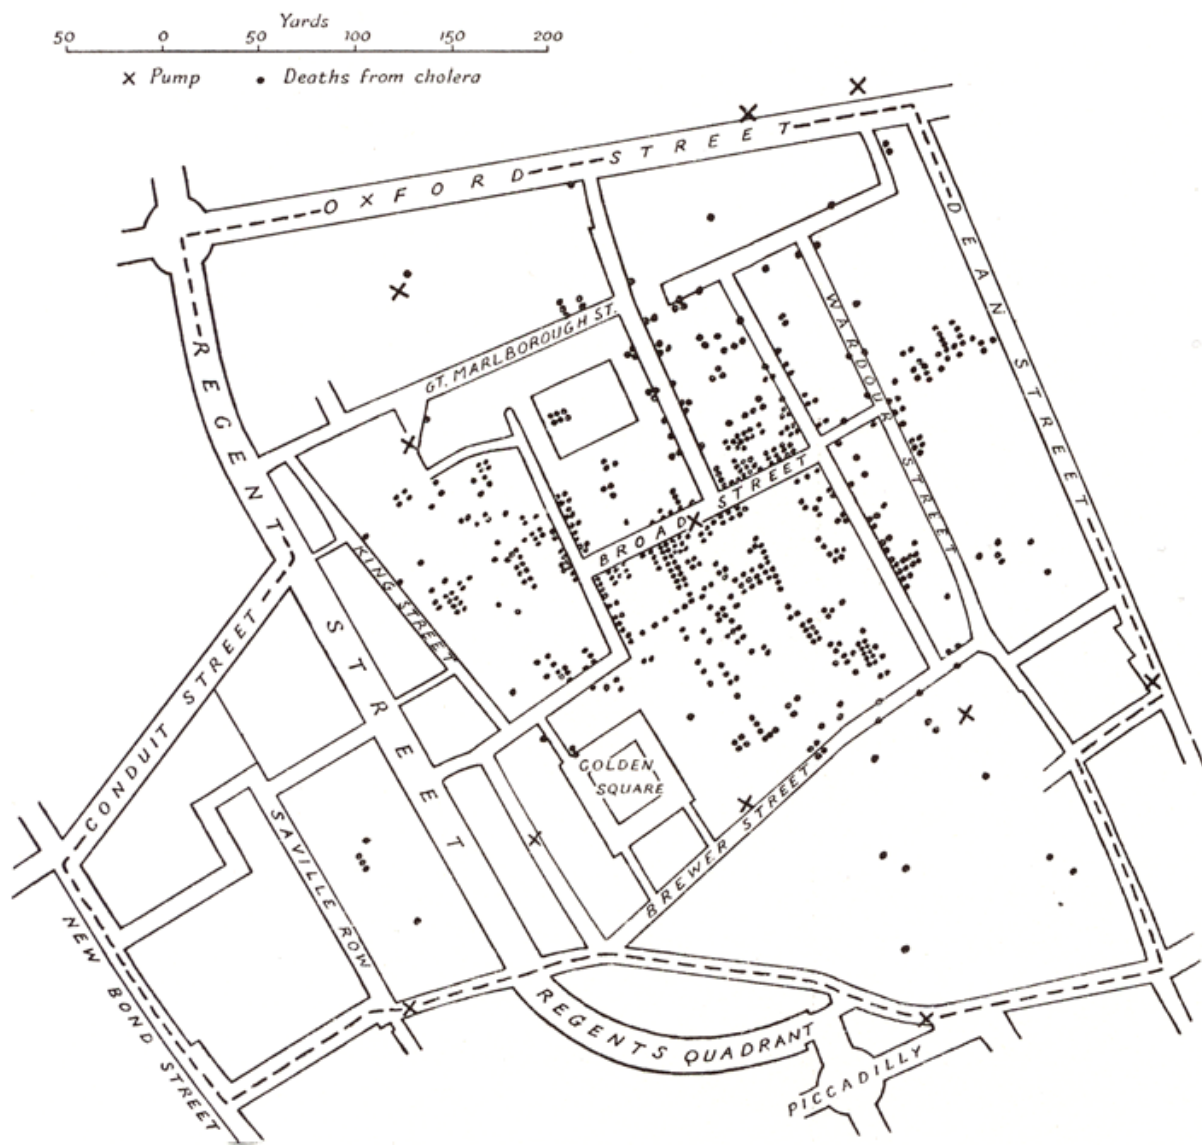 Yards
50 0 50 100 150 200
× Pump • Deaths from cholera
OXFORD STREET
DEAN STREET
REGENT STREET
WARDOUR STREET
GT. MARLBOROUGH ST.
BROAD STREET
KING STREET
CONDUIT STREET
GOLDEN
SQUARE
BREWER STREET
SAVILLE ROW
NEW BOND STREET
REGENTS QUADRANT
PICCADILLY